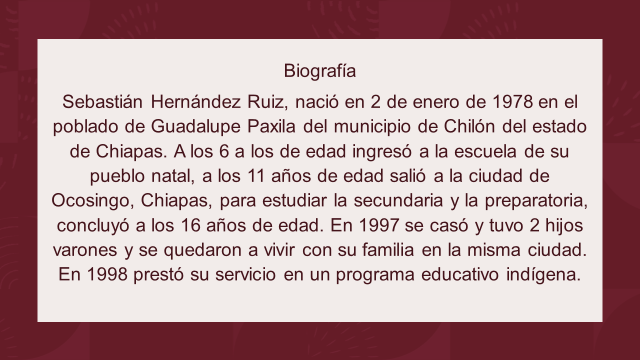 Biografía
Sebastián Hernández Ruiz, nació en 2 de enero de 1978 en el
poblado de Guadalupe Paxila del municipio de Chilón del estado
de Chiapas. A los 6 a los de edad ingresó a la escuela de su
pueblo natal, a los 11 años de edad salió a la ciudad de
Ocosingo, Chiapas, para estudiar la secundaria y la preparatoria,
concluyó a los 16 años de edad. En 1997 se casó y tuvo 2 hijos
varones y se quedaron a vivir con su familia en la misma ciudad.
En 1998 prestó su servicio en un programa educativo indígena.